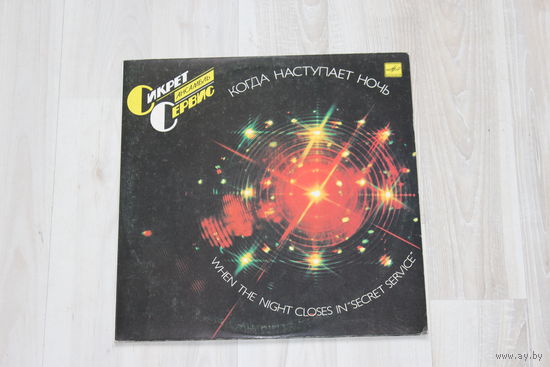 СИКРЕТ
АНСАМБЛЬ
СЕРВИС
КОГДА НАСТУПАЕТ НОЧЬ
WHEN THE NIGHT CLOSES IN "SECRET SERVICE"
www.ay.by